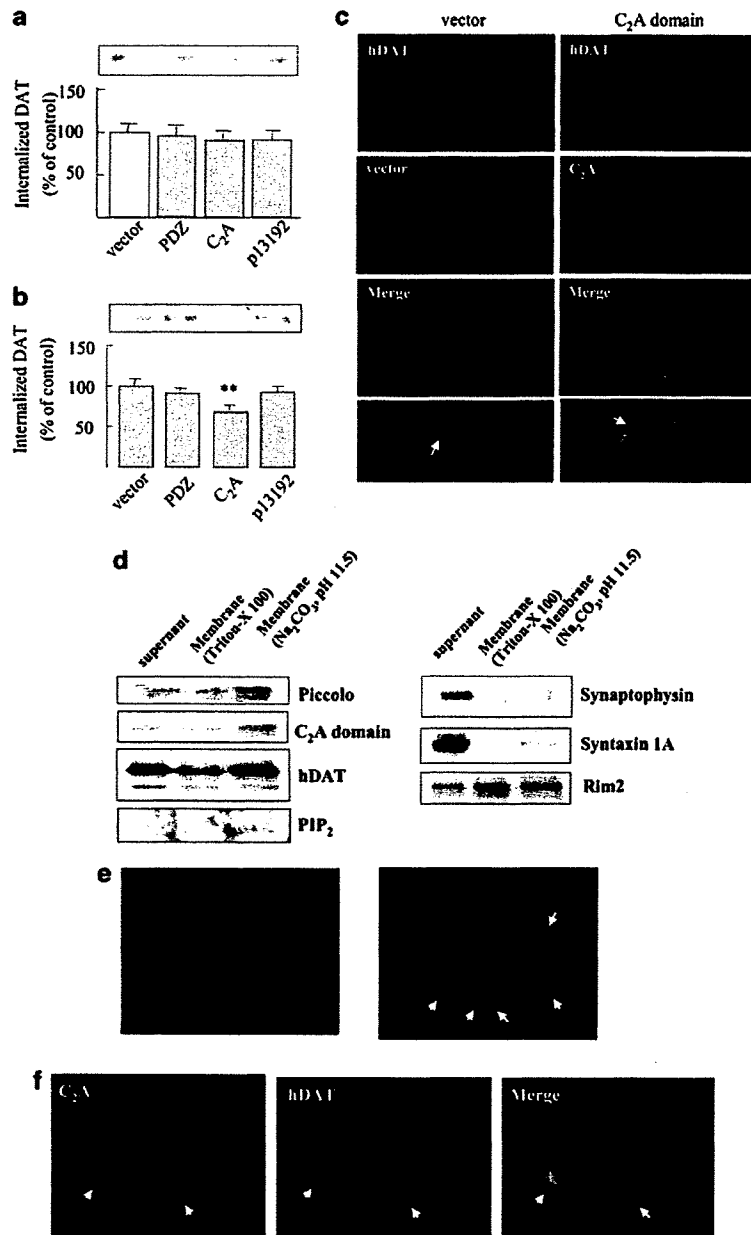 a
Internalized DAT
(% of control)
150
100
50
vector
PDZ
C₂A
p13192
b
Internalized DAT
(% of control)
150
100
50
**
vector
PDZ
C₂A
p13192
c
vector
C₂A domain
hDAT
hDAT
vector
C₂A
Merge
Merge
d
supernant
Membrane
(Triton-X 100)
Membrane
(Na₂CO₃, pH 11.5)
Piccolo
C₂A domain
hDAT
PIP₂
supernant
Membrane
(Triton-X 100)
Membrane
(Na₂CO₃, pH 11.5)
Synaptophysin
Syntaxin 1A
Rim2
e
f
C₂A
hDAT
Merge